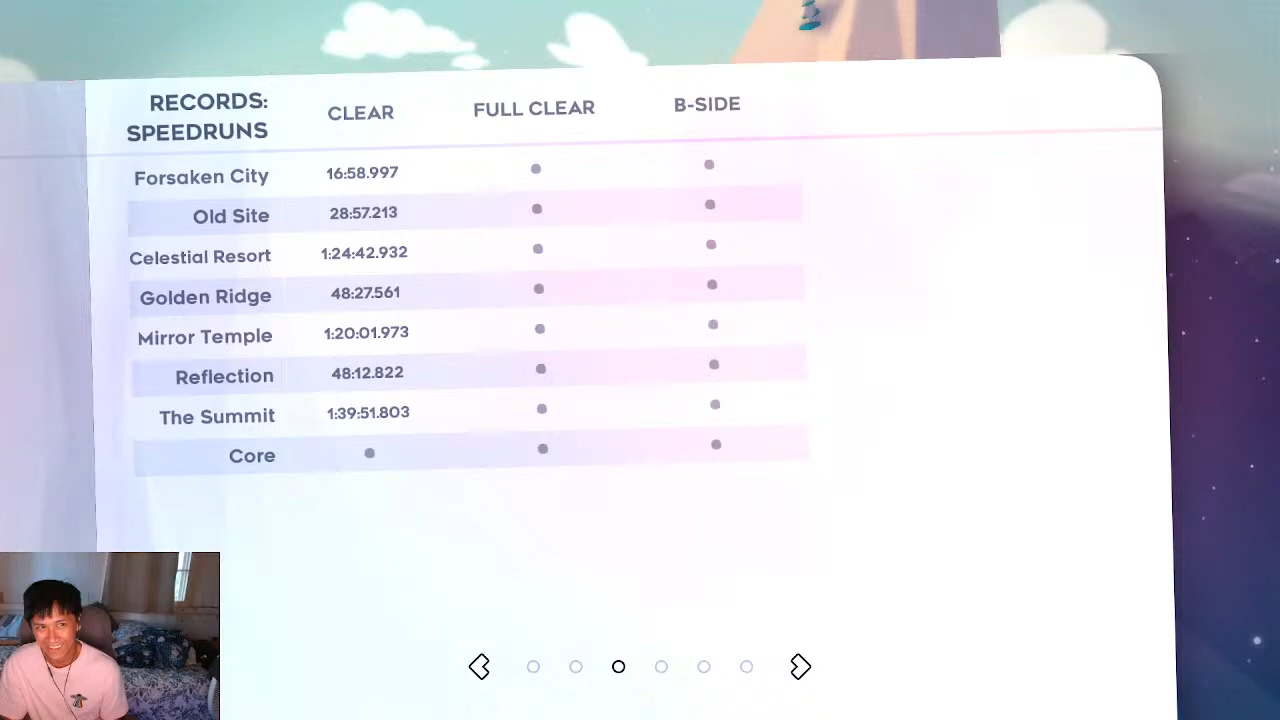 RECORDS:
SPEEDRUNS
CLEAR
FULL CLEAR
B-SIDE
Forsaken City 16:58.997
Old Site 28:57.213
Celestial Resort 1:24:42.932
Golden Ridge 48:27.561
Mirror Temple 1:20:01.973
Reflection 48:12.822
The Summit 1:39:51.803
Core